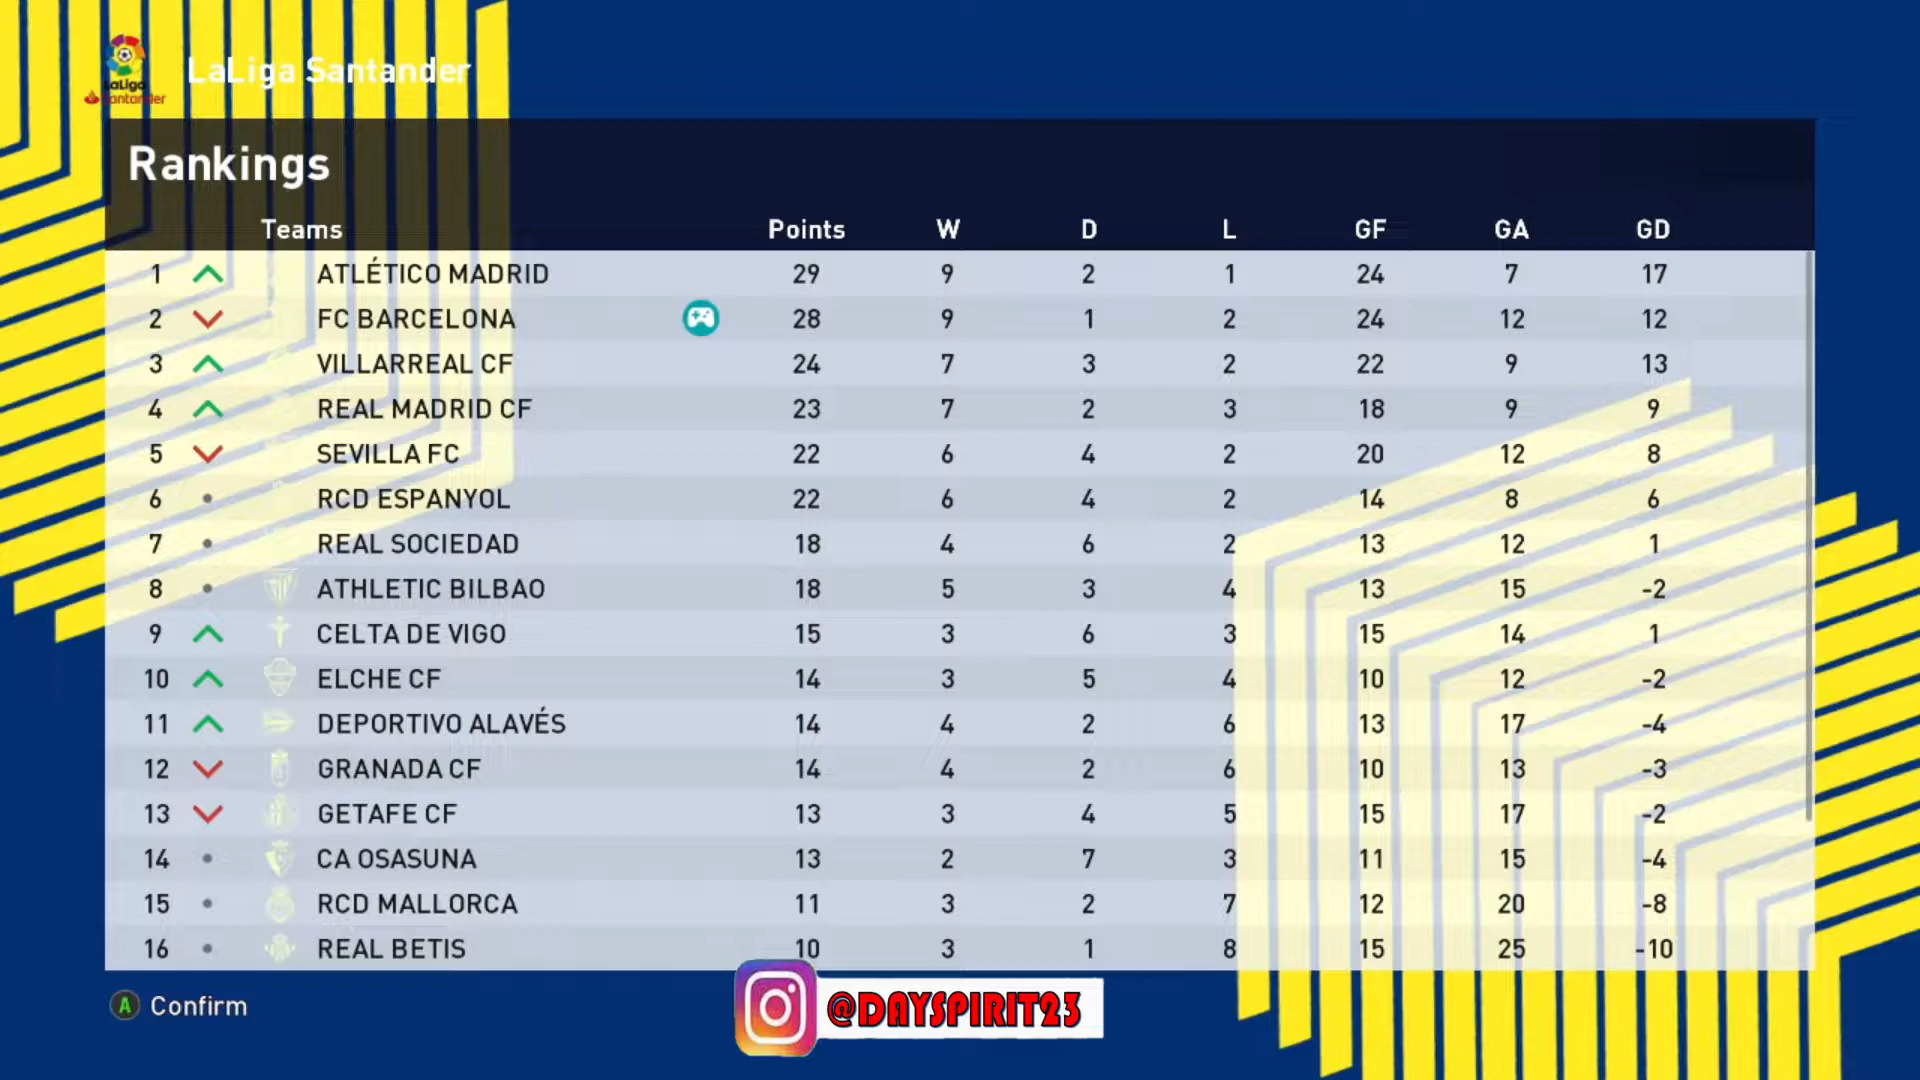 LaLiga
Santander
LaLiga Santander
Rankings
Teams Points W D L GF GA GD
1 ATLÉTICO MADRID 29 9 2 1 24 7 17
2 FC BARCELONA 28 9 1 2 24 12 12
3 VILLARREAL CF 24 7 3 2 22 9 13
4 REAL MADRID CF 23 7 2 3 18 9 9
5 SEVILLA FC 22 6 4 2 20 12 8
6 RCD ESPANYOL 22 6 4 2 14 8 6
7 REAL SOCIEDAD 18 4 6 2 13 12 1
8 ATHLETIC BILBAO 18 5 3 4 13 15 -2
9 CELTA DE VIGO 15 3 6 3 15 14 1
10 ELCHE CF 14 3 5 4 10 12 -2
11 DEPORTIVO ALAVÉS 14 4 2 6 13 17 -4
12 GRANADA CF 14 4 2 6 10 13 -3
13 GETAFE CF 13 3 4 5 15 17 -2
14 CA OSASUNA 13 2 7 3 11 15 -4
15 RCD MALLORCA 11 3 2 7 12 20 -8
16 REAL BETIS 10 3 1 8 15 25 -10
A Confirm
@DAYSPIRIT23